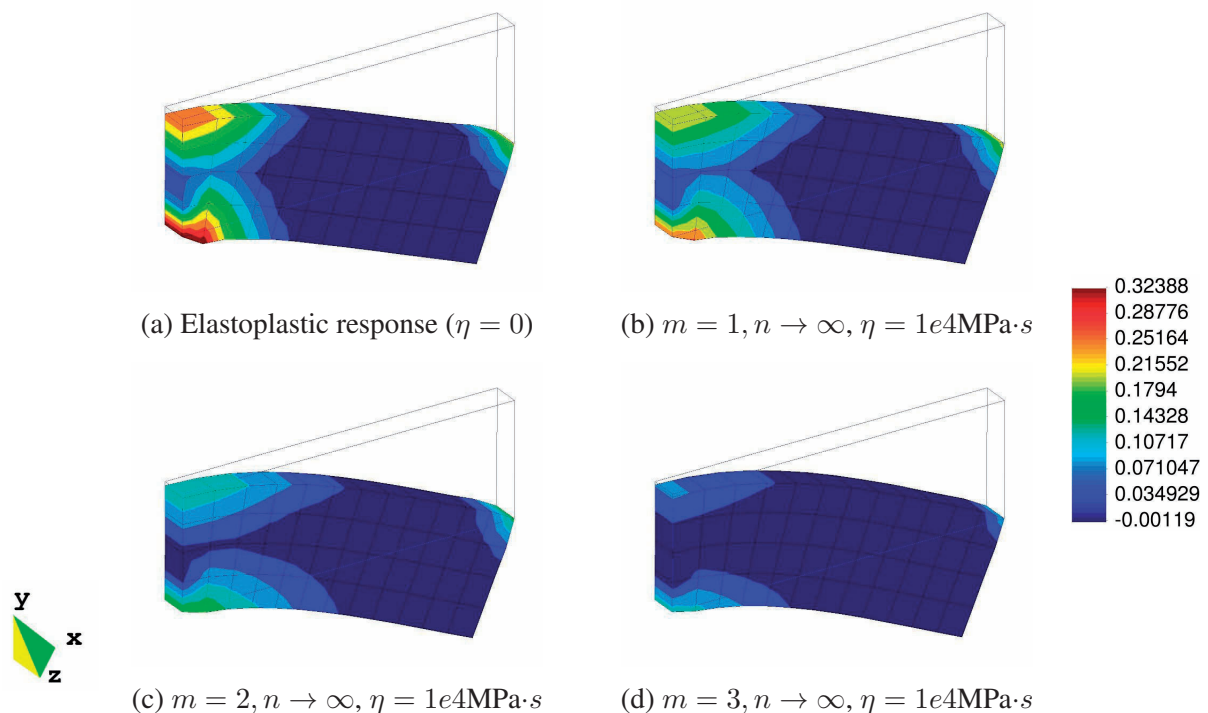 (a) Elastoplastic response (η = 0)
(b) m = 1, n → ∞, η = 1e4MPa·s
0.32388
0.28776
0.25164
0.21552
0.1794
0.14328
0.10717
0.071047
0.034929
-0.00119
y
x
z
(c) m = 2, n → ∞, η = 1e4MPa·s
(d) m = 3, n → ∞, η = 1e4MPa·s